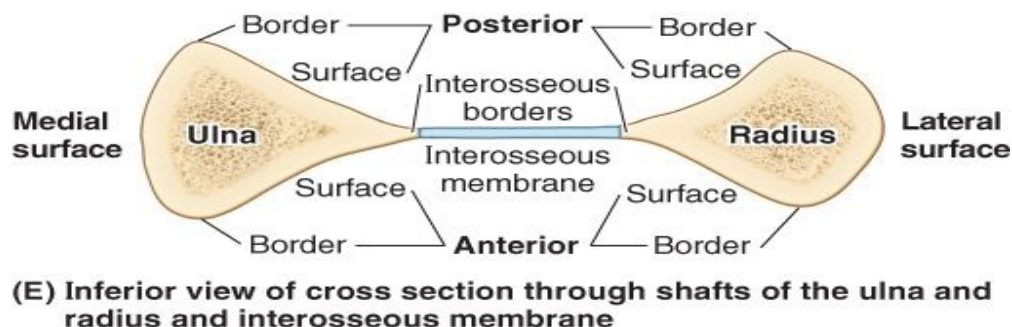 Border Posterior Border
Surface Surface
Interosseous
borders
Medial
surface
Ulna
Radius
Lateral
surface
Interosseous
membrane
Surface Surface
Border Anterior Border
(E) Inferior view of cross section through shafts of the ulna and
radius and interosseous membrane